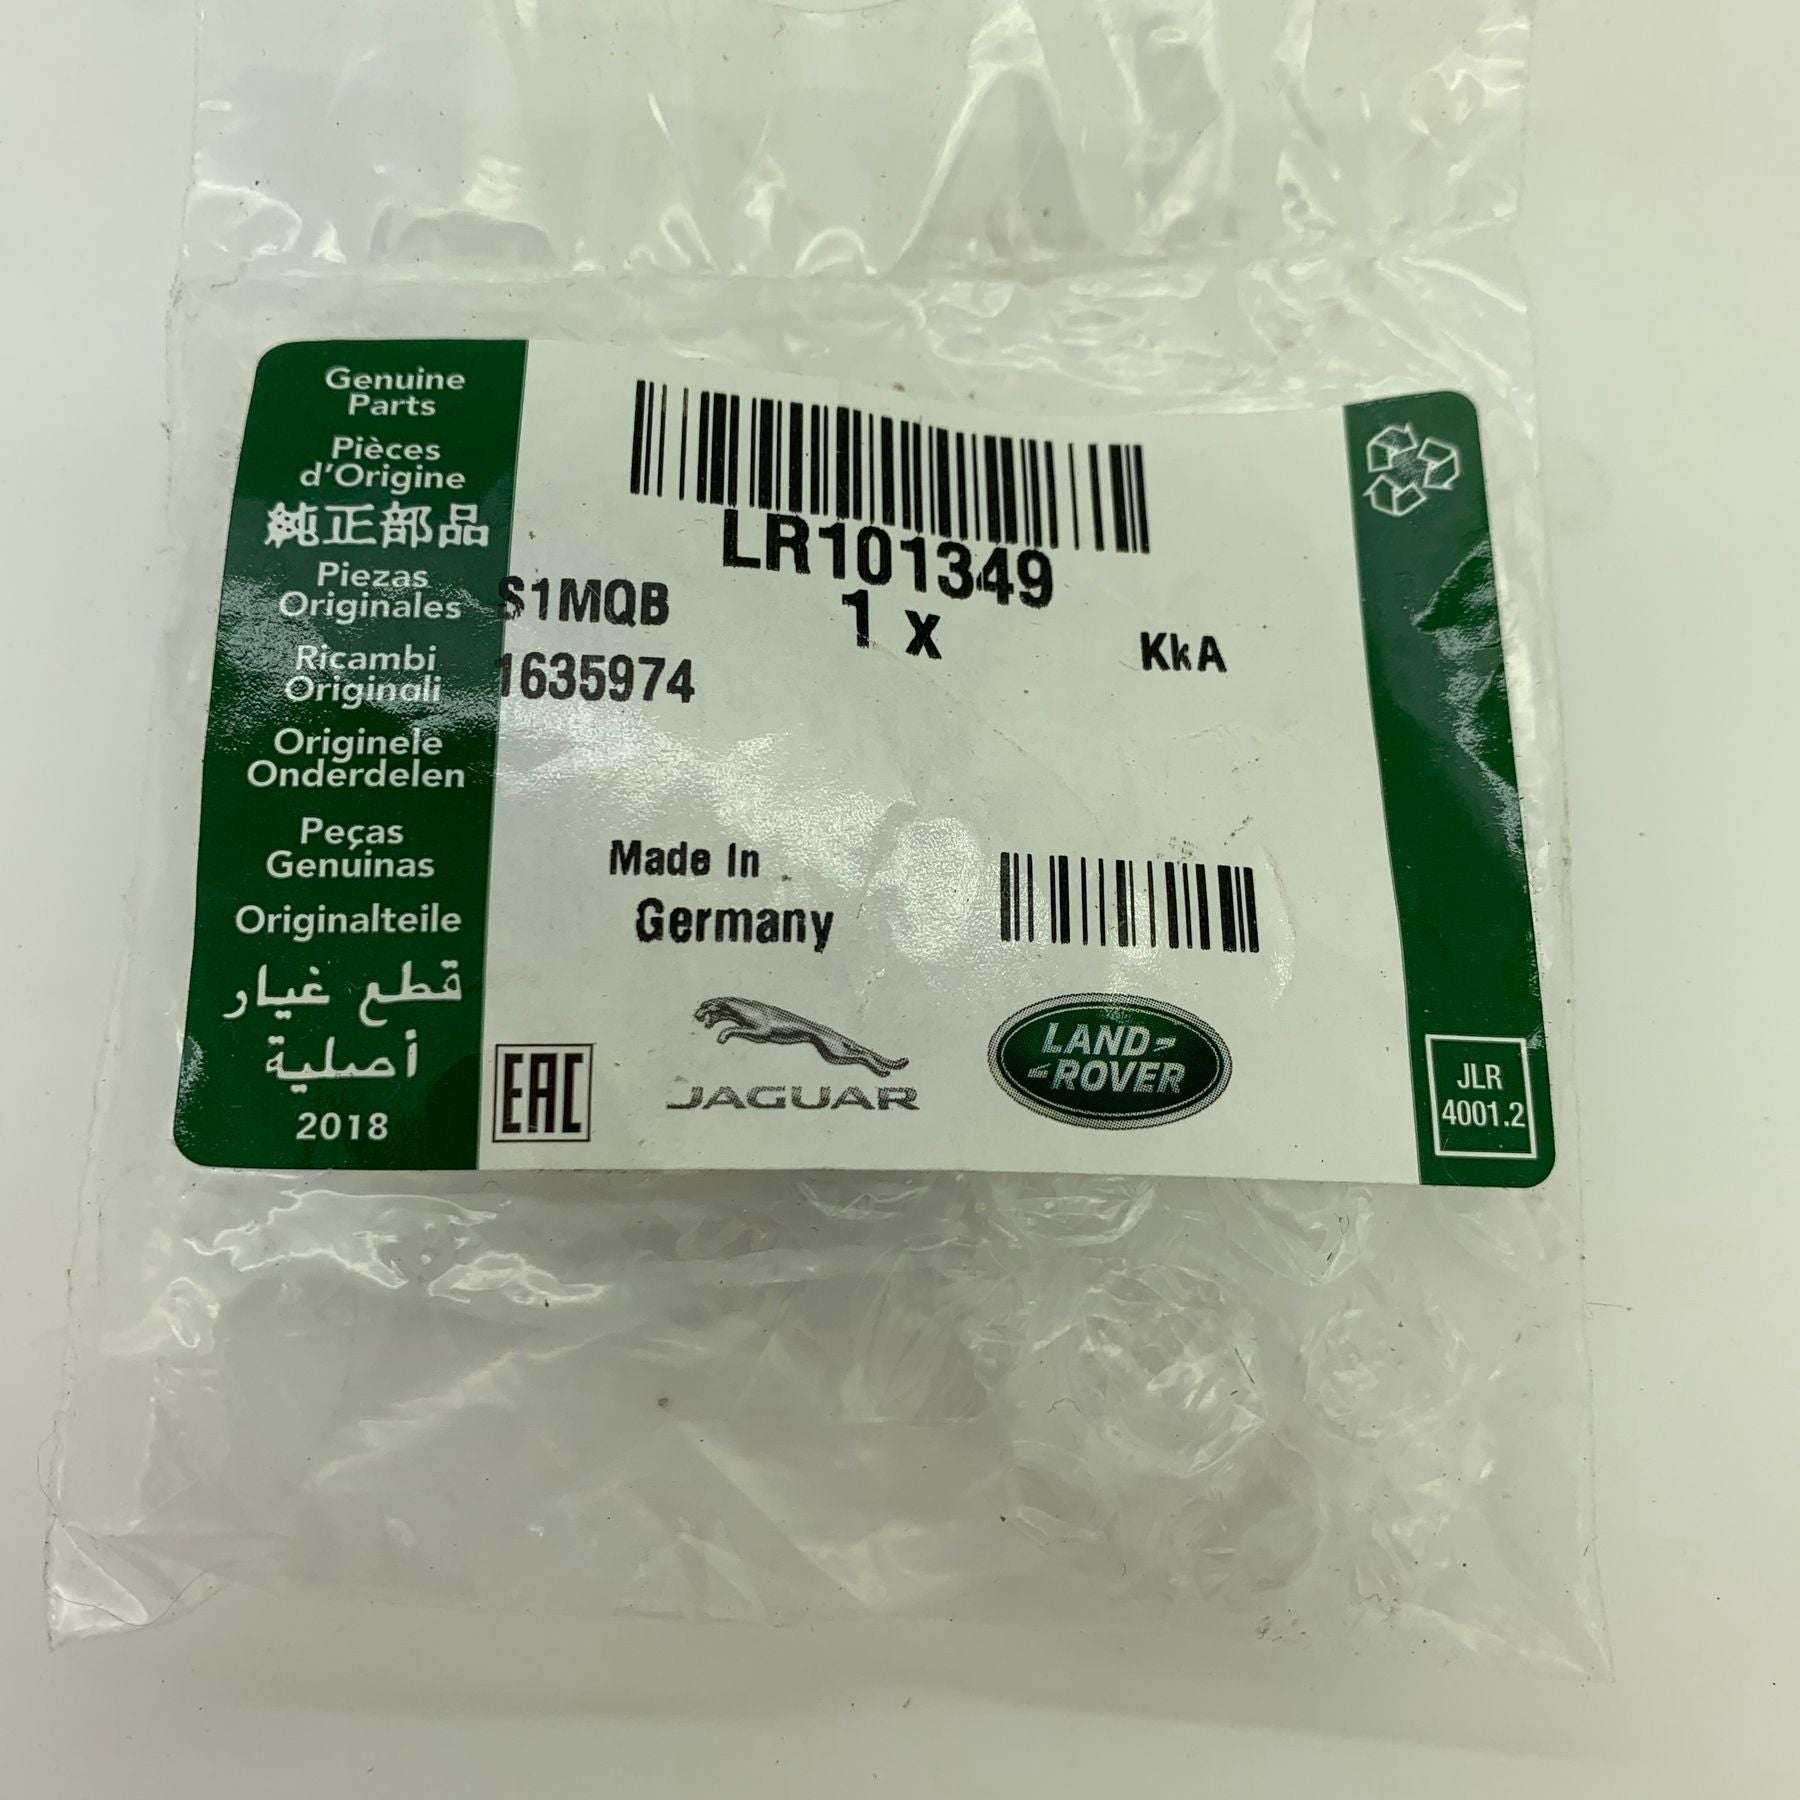 Genuine
Parts
Pièces
d'Origine
純正部品
Piezas
Originales
Ricambi
Originali
Originele
Onderdelen
Peças
Genuinas
Originalteile
قطع غيار
أصلية
2018
LR101349
1 x
S1MQB
KkA
1635974
Made In
Germany
EAC
JAGUAR
LAND
ROVER
JLR
4001.2